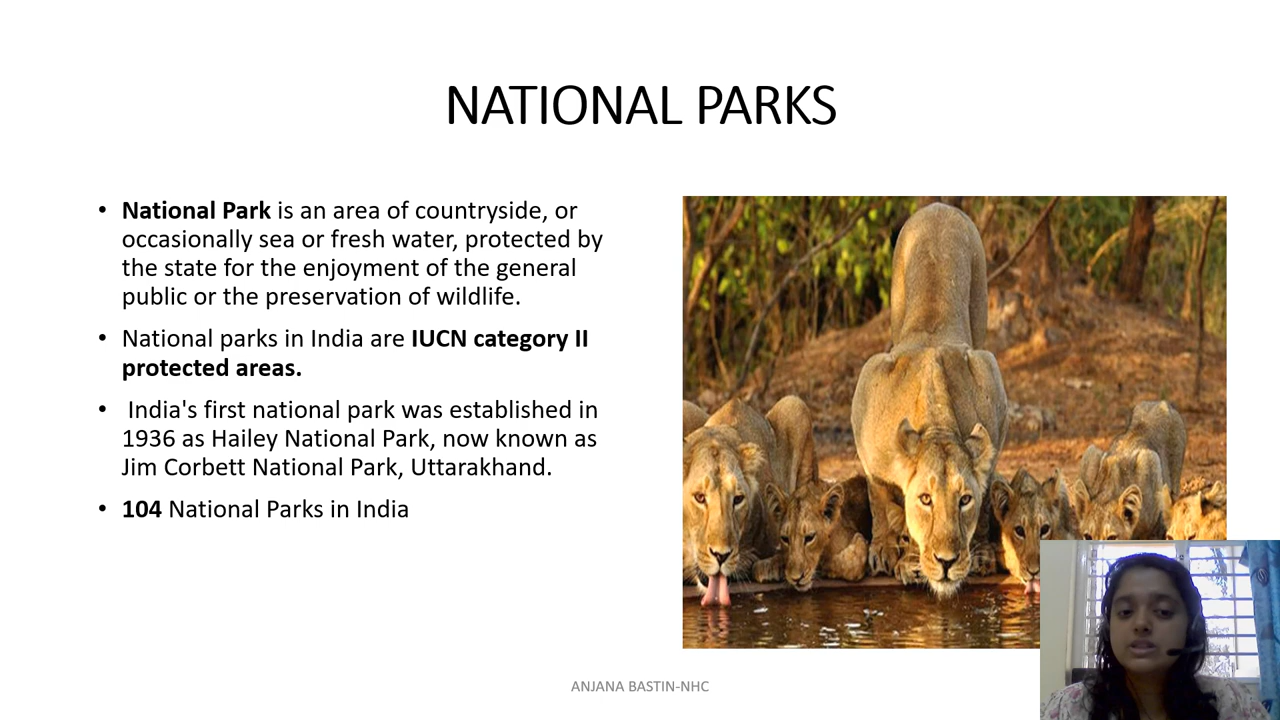 NATIONAL PARKS
• National Park is an area of countryside, or
occasionally sea or fresh water, protected by
the state for the enjoyment of the general
public or the preservation of wildlife.
• National parks in India are IUCN category II
protected areas.
• India's first national park was established in
1936 as Hailey National Park, now known as
Jim Corbett National Park, Uttarakhand.
• 104 National Parks in India
ANJANA BASTIN-NHC